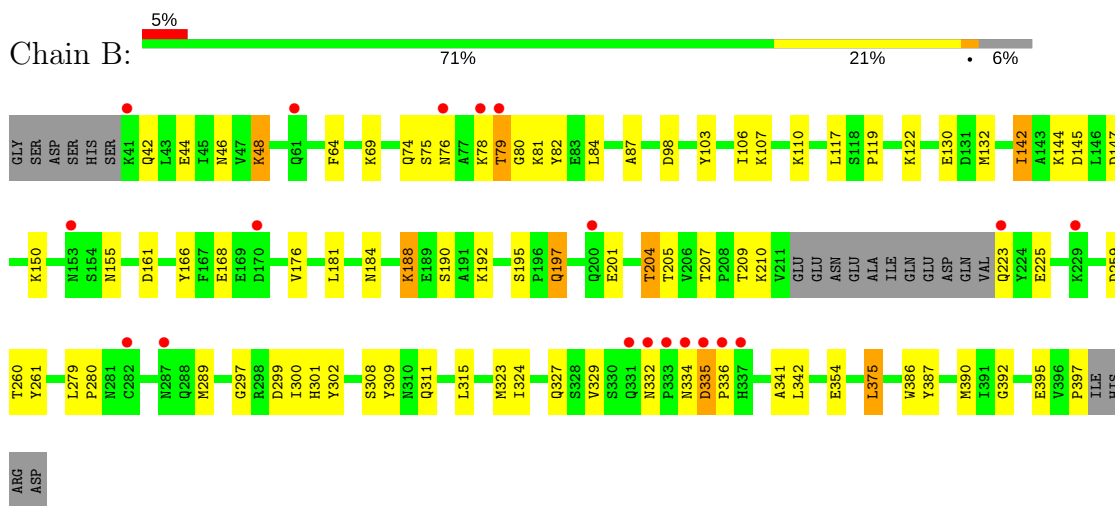 5%
Chain B:
71% 21% • 6%
GLY SER ASP SER HIS SER K41 Q42 L43 E44 I45 N46 V47 K48 Q61 F64 K69 Q74 S75 N76 A77 K78 T79 G80 K81 Y82 E83 L84 A87 D98 Y103 I106 K107 K110 L117 S118 P119 K122 E130 D131 M132 I142 A143 K144 D145 L146 D147
K150 N153 S154 N155 D161 Y166 F167 E168 E169 D170 V176 L181 N184 K188 E189 S190 A191 K192 S195 P196 Q197 Q200 E201 T204 T205 V206 T207 P208 T209 K210 V211 GLU GLU ASN GLU ALA ILE GLN GLU ASP GLN VAL Q223 Y224 E225 K229
T260 Y261 L279 P280 N281 C282 N287 Q288 M289 G297 R298 D299 I300 H301 Y302 S308 Y309 N310 Q311 L315 M323 I324 Q327 S328 V329 S330 Q331 N332 P333 N334 D335 P336 H337 A341 L342 E354 L375 W386 Y387 M390 I391 G392 E395 V396 P397 ILE HIS
ARG ASP